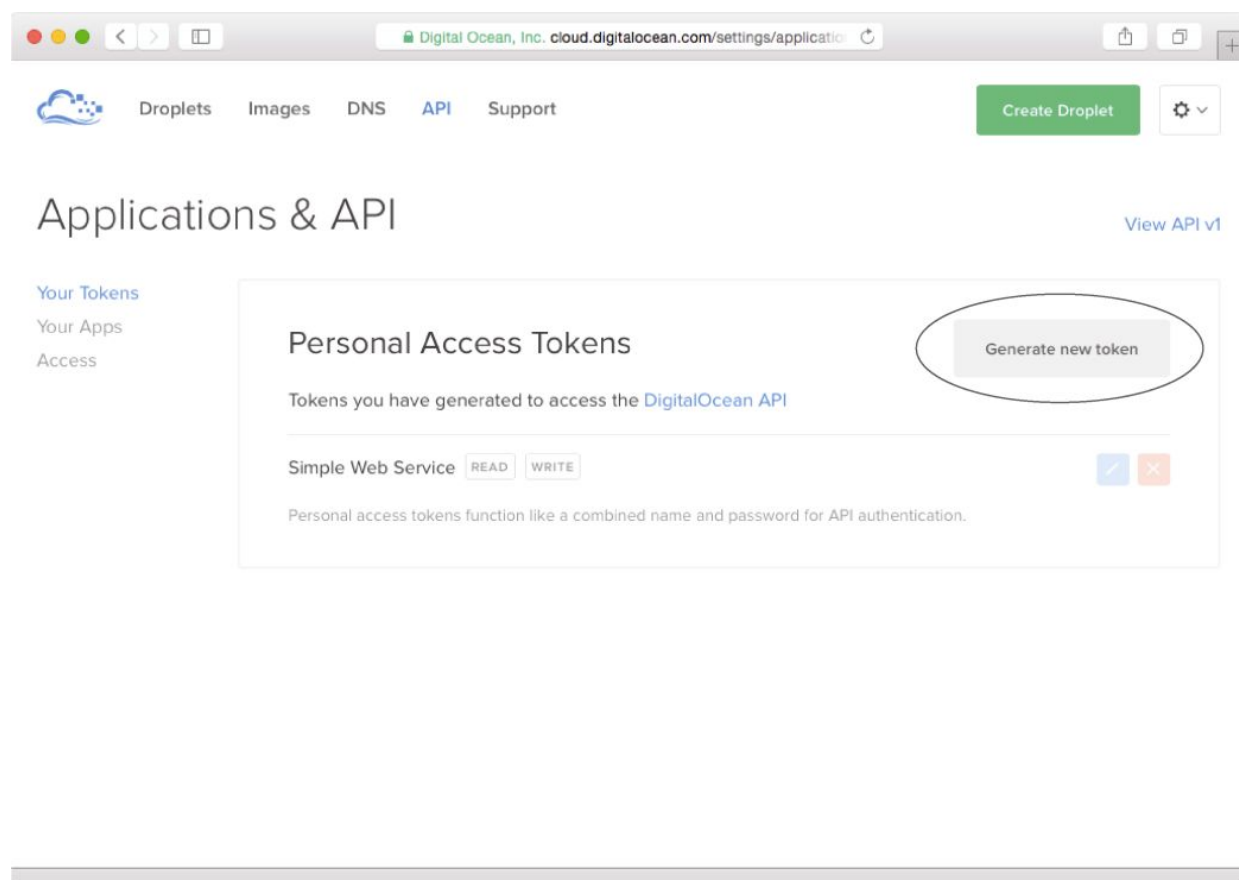 Digital Ocean, Inc. cloud.digitalocean.com/settings/applicatio
Droplets Images DNS API Support Create Droplet
Applications & API
View API v1
Your Tokens
Your Apps
Access
Personal Access Tokens
Generate new token
Tokens you have generated to access the DigitalOcean API
Simple Web Service READ WRITE
Personal access tokens function like a combined name and password for API authentication.